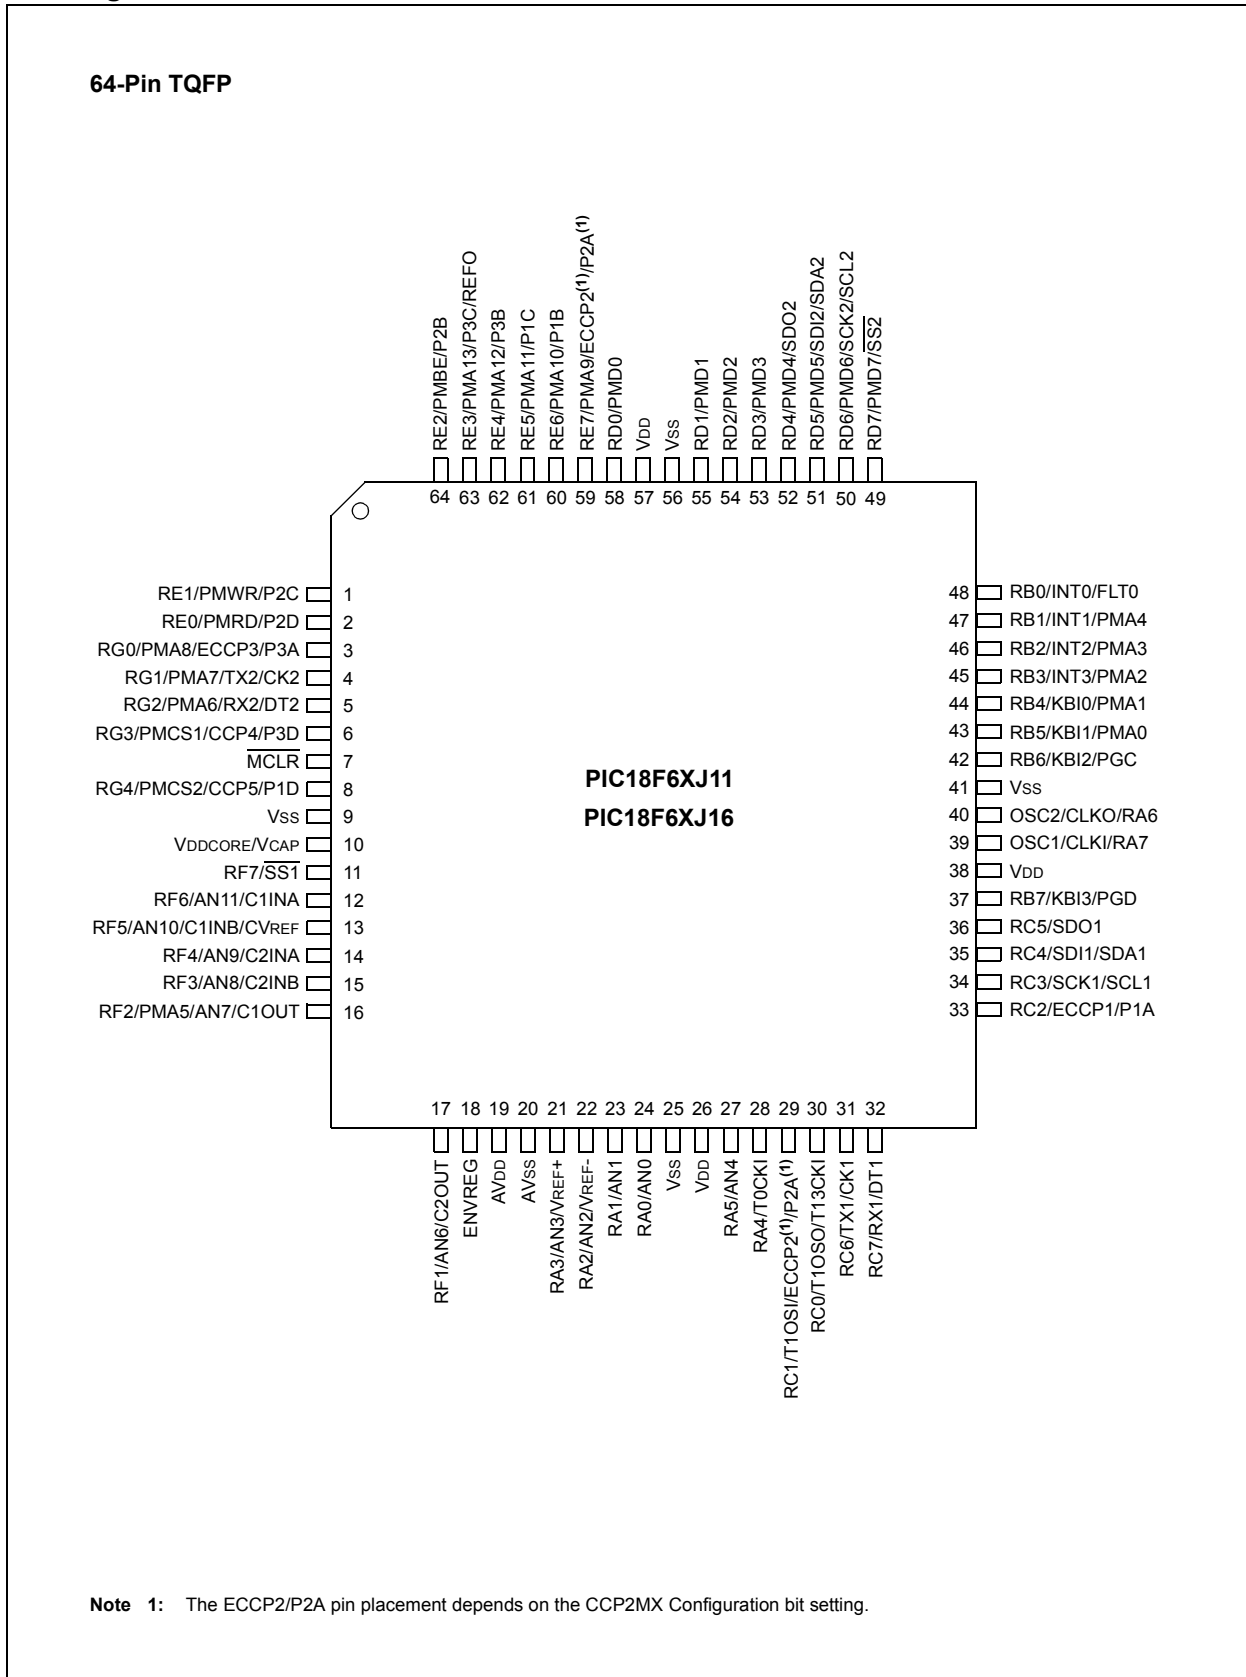 64-Pin TQFP
RE2/PMBE/P2B
RE3/PMA13/P3C/REFO
RE4/PMA12/P3B
RE5/PMA11/P1C
RE6/PMA10/P1B
RE7/PMA9/ECCP2(1)/P2A(1)
RD0/PMD0
VDD
VSS
RD1/PMD1
RD2/PMD2
RD3/PMD3
RD4/PMD4/SDO2
RD5/PMD5/SDI2/SDA2
RD6/PMD6/SCK2/SCL2
RD7/PMD7/SS2
64 63 62 61 60 59 58 57 56 55 54 53 52 51 50 49
RE1/PMWR/P2C 1
RE0/PMRD/P2D 2
RG0/PMA8/ECCP3/P3A 3
RG1/PMA7/TX2/CK2 4
RG2/PMA6/RX2/DT2 5
RG3/PMCS1/CCP4/P3D 6
MCLR 7
RG4/PMCS2/CCP5/P1D 8
VSS 9
VDDCORE/VCAP 10
RF7/SS1 11
RF6/AN11/C1INA 12
RF5/AN10/C1INB/CVREF 13
RF4/AN9/C2INA 14
RF3/AN8/C2INB 15
RF2/PMA5/AN7/C1OUT 16
PIC18F6XJ11
PIC18F6XJ16
48 RB0/INT0/FLT0
47 RB1/INT1/PMA4
46 RB2/INT2/PMA3
45 RB3/INT3/PMA2
44 RB4/KBI0/PMA1
43 RB5/KBI1/PMA0
42 RB6/KBI2/PGC
41 VSS
40 OSC2/CLKO/RA6
39 OSC1/CLKI/RA7
38 VDD
37 RB7/KBI3/PGD
36 RC5/SDO1
35 RC4/SDI1/SDA1
34 RC3/SCK1/SCL1
33 RC2/ECCP1/P1A
17 18 19 20 21 22 23 24 25 26 27 28 29 30 31 32
RF1/AN6/C2OUT
ENVREG
AVDD
AVSS
RA3/AN3/VREF+
RA2/AN2/VREF-
RA1/AN1
RA0/AN0
VSS
VDD
RA5/AN4
RA4/T0CKI
RC1/T1OSI/ECCP2(1)/P2A(1)
RC0/T1OSO/T13CKI
RC6/TX1/CK1
RC7/RX1/DT1
Note 1: The ECCP2/P2A pin placement depends on the CCP2MX Configuration bit setting.